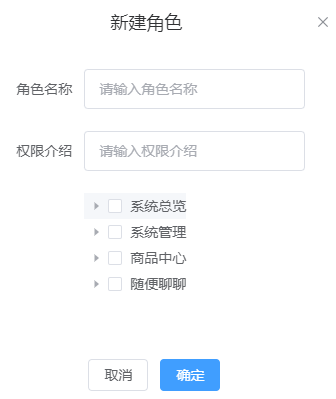 新建角色
角色名称 请输入角色名称
权限介绍 请输入权限介绍
系统总览
系统管理
商品中心
随便聊聊
取消 确定